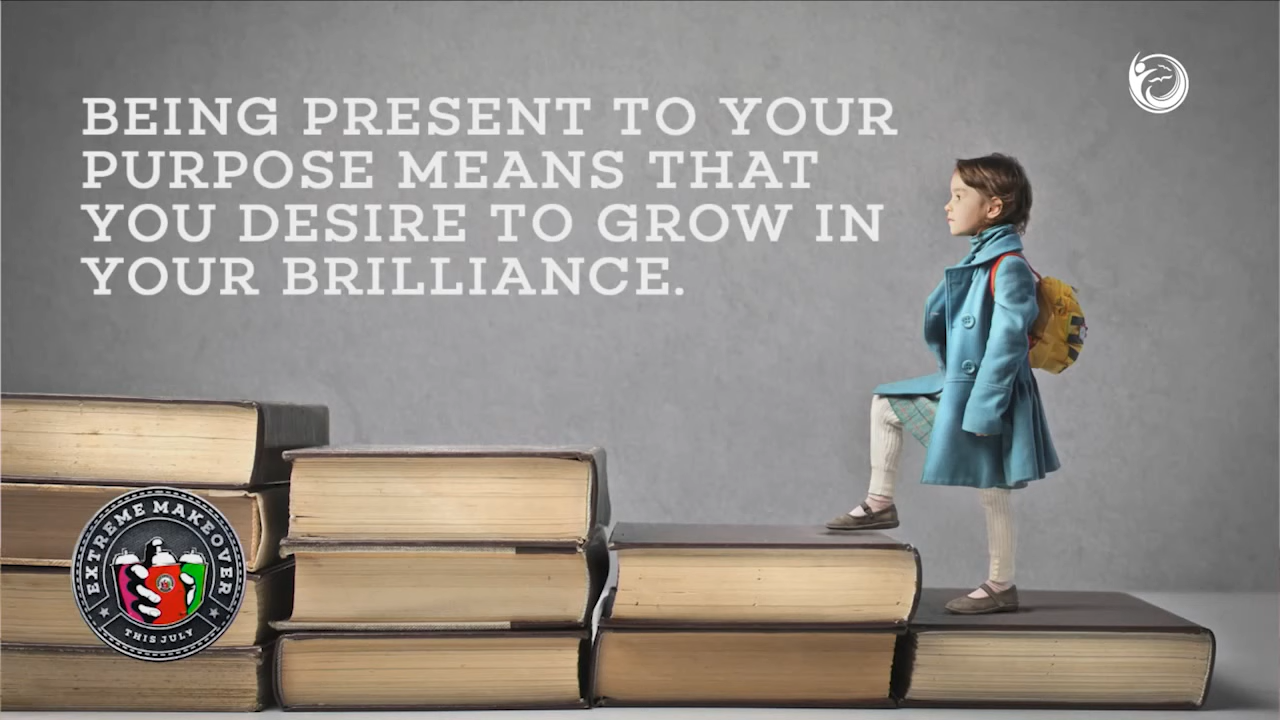 BEING PRESENT TO YOUR
PURPOSE MEANS THAT
YOU DESIRE TO GROW IN
YOUR BRILLIANCE.
EXTREME MAKEOVER
THIS JULY